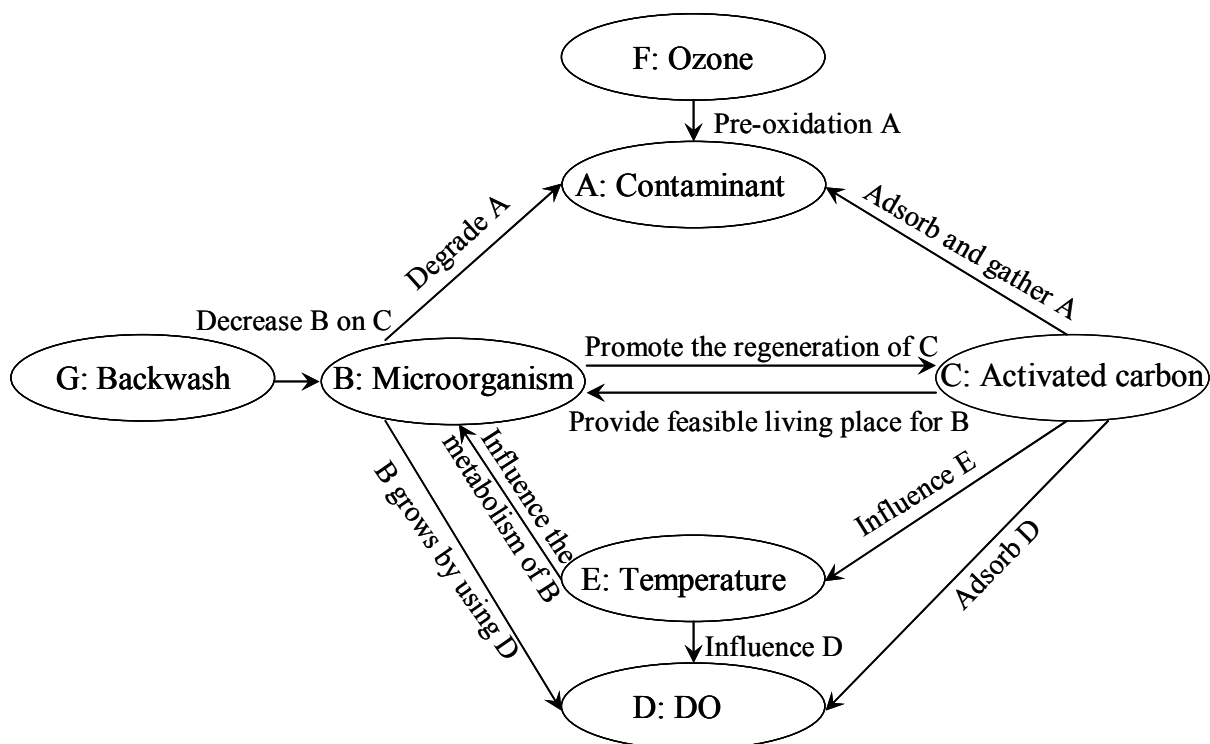 F: Ozone
Pre-oxidation A
A: Contaminant
Degrade A
Adsorb and gather A
Decrease B on C
G: Backwash
B: Microorganism
Promote the regeneration of C
C: Activated carbon
Provide feasible living place for B
Influence the
metabolism of B
B grows by using D
Influence E
Adsorb D
E: Temperature
Influence D
D: DO